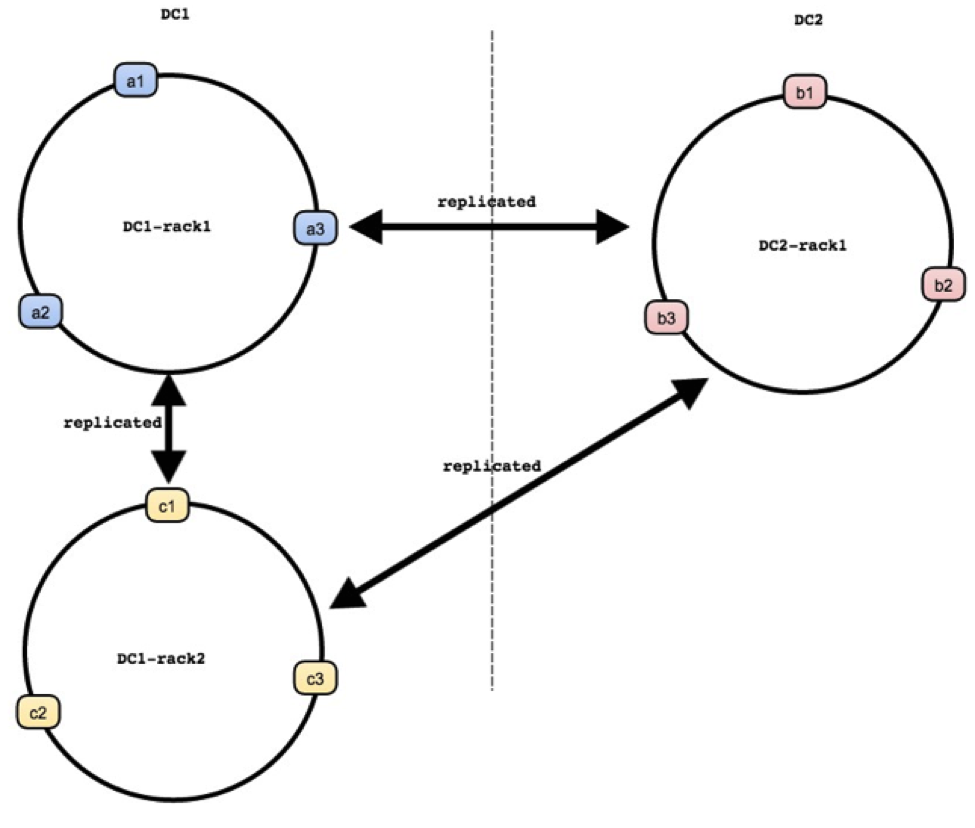 DC1
DC2
a1
b1
replicated
DC1-rack1
a3
DC2-rack1
b2
a2
b3
replicated
replicated
c1
DC1-rack2
c3
c2